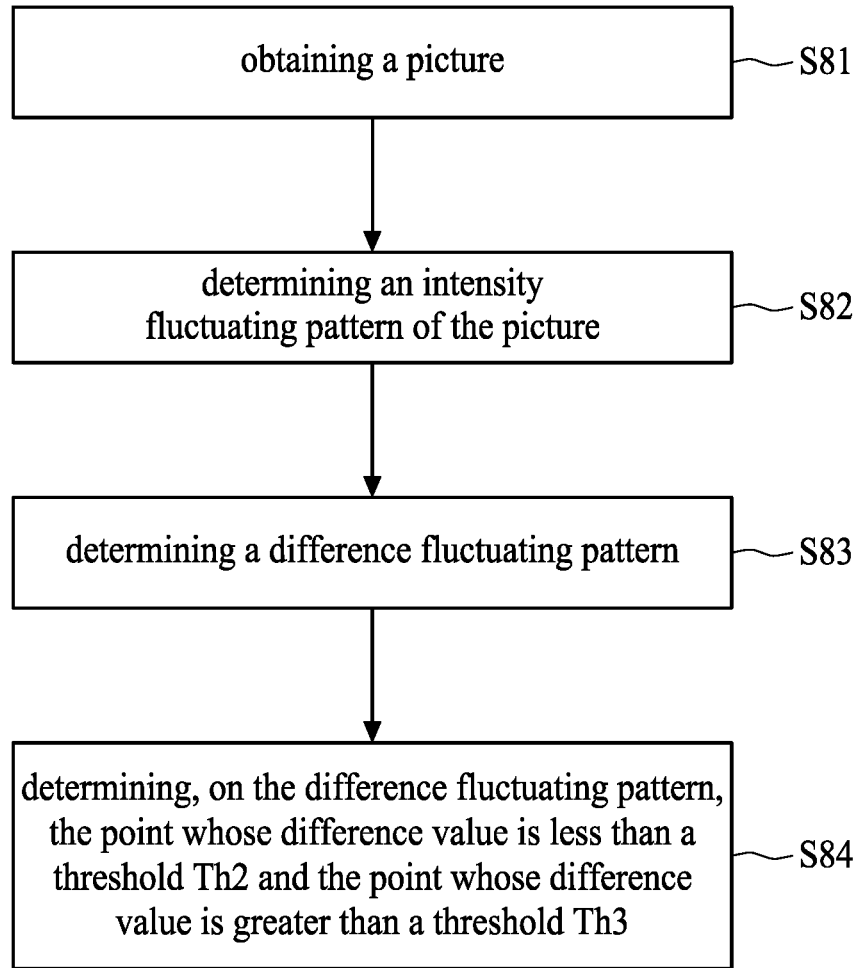 obtaining a picture
S81
determining an intensity
fluctuating pattern of the picture
S82
determining a difference fluctuating pattern
S83
determining, on the difference fluctuating pattern,
the point whose difference value is less than a
threshold Th2 and the point whose difference
value is greater than a threshold Th3
S84